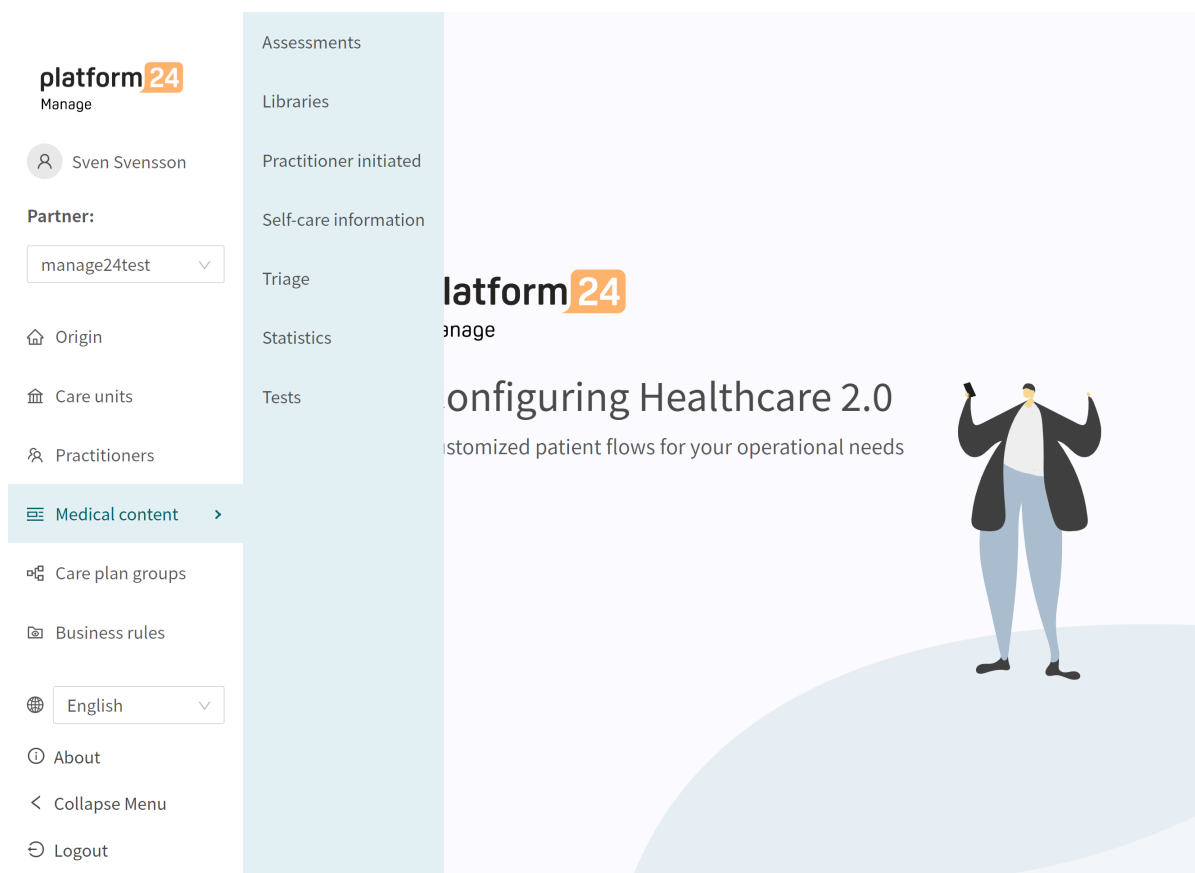 platform24
Manage
Sven Svensson
Partner:
manage24test
Origin
Care units
Practitioners
Medical content
Care plan groups
Business rules
English
About
Collapse Menu
Logout
Assessments
Libraries
Practitioner initiated
Self-care information
Triage
Statistics
Tests
latform24
anage
onfiguring Healthcare 2.0
stomized patient flows for your operational needs